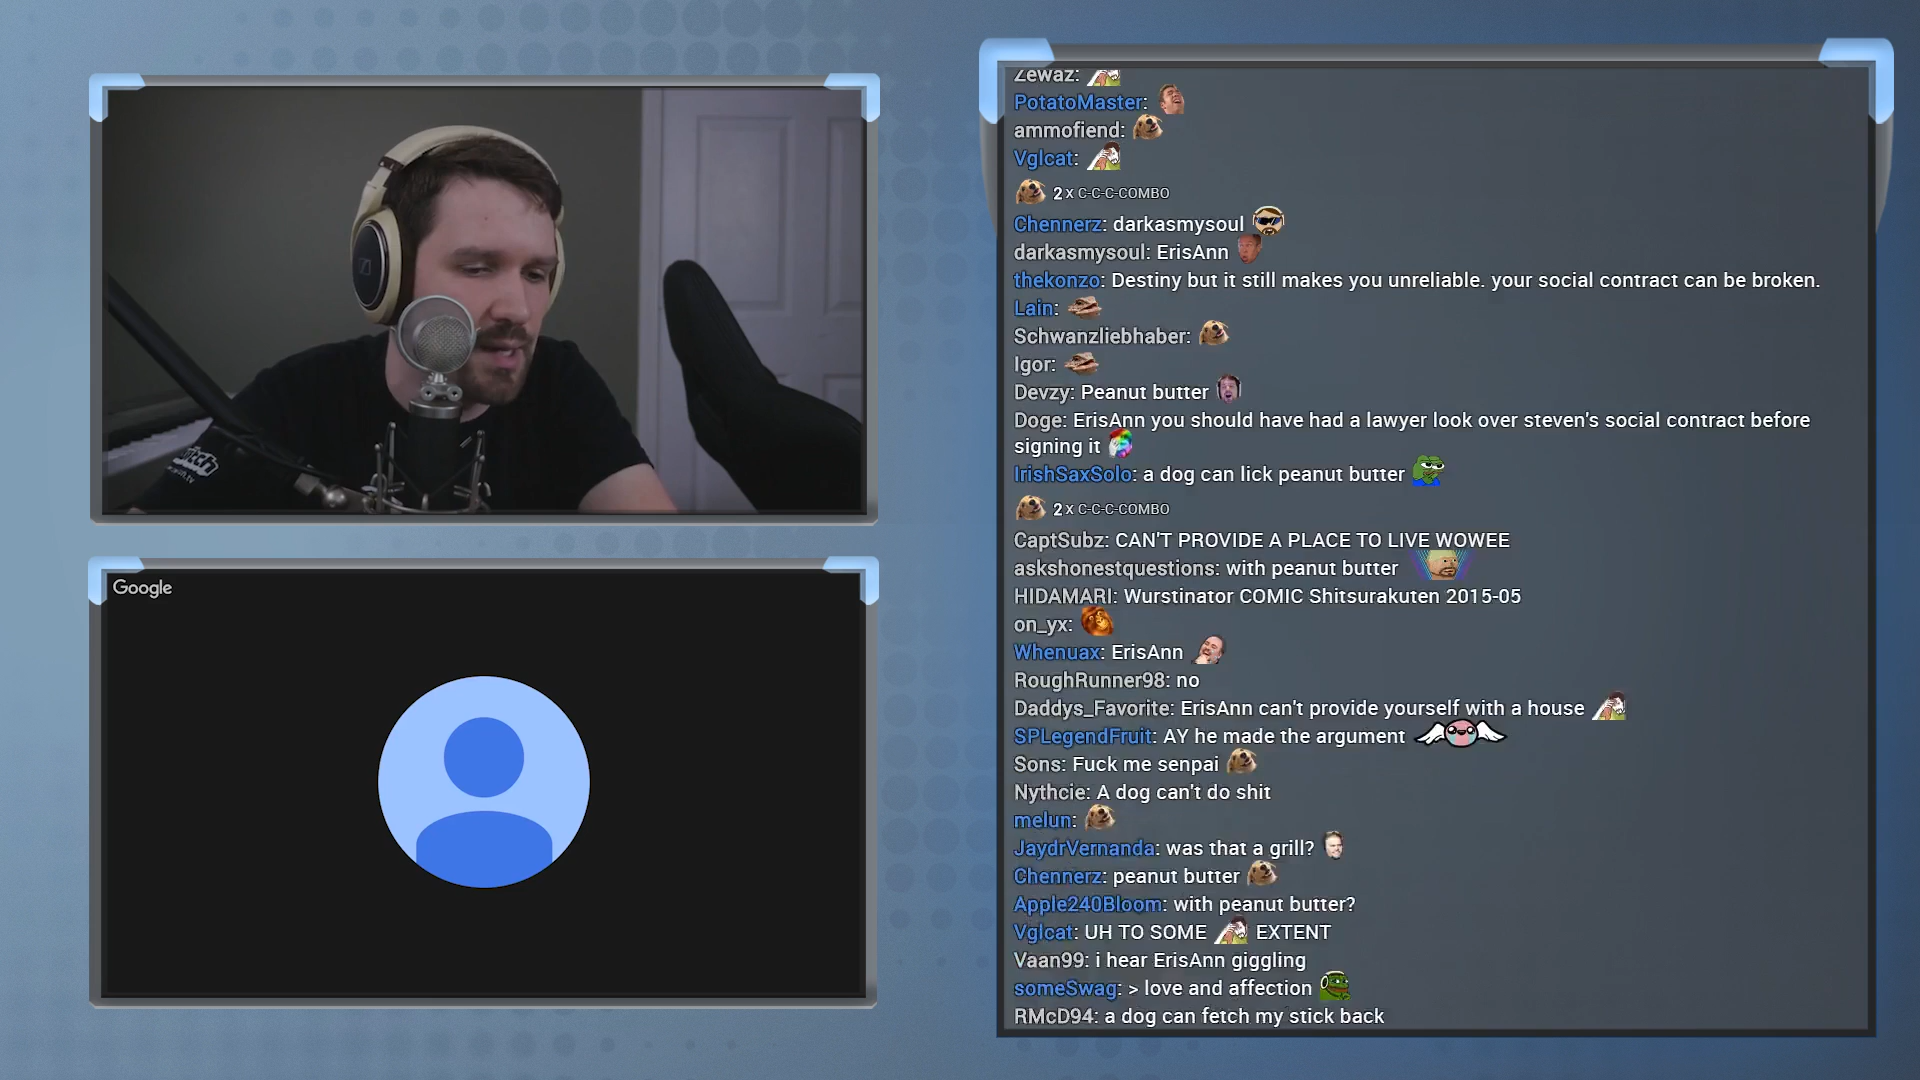 Zewaz:
PotatoMaster:
ammofiend:
Vglcat:
2 x C-C-C-COMBO
Chennerz: darkasmysoul
darkasmysoul: ErisAnn
thekonzo: Destiny but it still makes you unreliable. your social contract can be broken.
Lain:
Schwanzliebhaber:
Igor:
Devzy: Peanut butter
Doge: ErisAnn you should have had a lawyer look over steven's social contract before
signing it
IrishSaxSolo: a dog can lick peanut butter
2 x C-C-C-COMBO
CaptSubz: CAN'T PROVIDE A PLACE TO LIVE WOWEE
askshonestquestions: with peanut butter
HIDAMARI: Wurstinator COMIC Shitsurakuten 2015-05
on_yx:
Whenuax: ErisAnn
RoughRunner98: no
Daddys_Favorite: ErisAnn can't provide yourself with a house
SPLegendFruit: AY he made the argument
Sons: Fuck me senpai
Nythcie: A dog can't do shit
melun:
JaydrVernanda: was that a grill?
Chennerz: peanut butter
Apple240Bloom: with peanut butter?
Vglcat: UH TO SOME EXTENT
Vaan99: i hear ErisAnn giggling
someSwag: > love and affection
RMcD94: a dog can fetch my stick back
twitch
Google